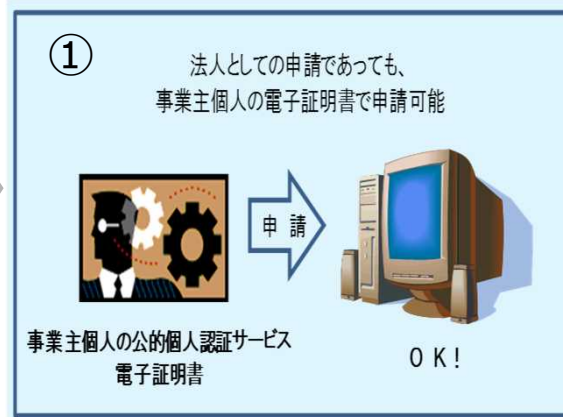 ①
法人としての申請であっても、
事業主個人の電子証明書で申請可能
申 請
事業主個人の公的個人認証サービス
電子証明書
O K !